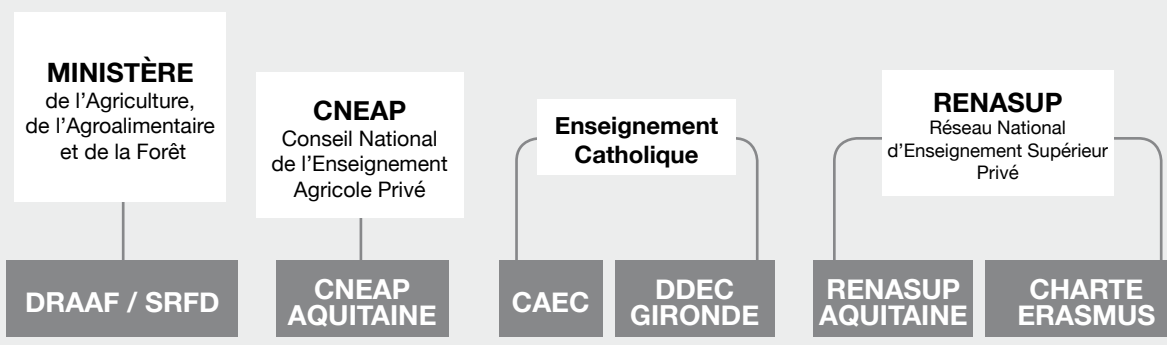 MINISTÈRE
de l'Agriculture,
de l'Agroalimentaire
et de la Forêt
CNEAP
Conseil National
de l'Enseignement
Agricole Privé
Enseignement
Catholique
RENASUP
Réseau National
d'Enseignement Supérieur
Privé
DRAAF / SRFD
CNEAP
AQUITAINE
CAEC
DDEC
GIRONDE
RENASUP
AQUITAINE
CHARTE
ERASMUS